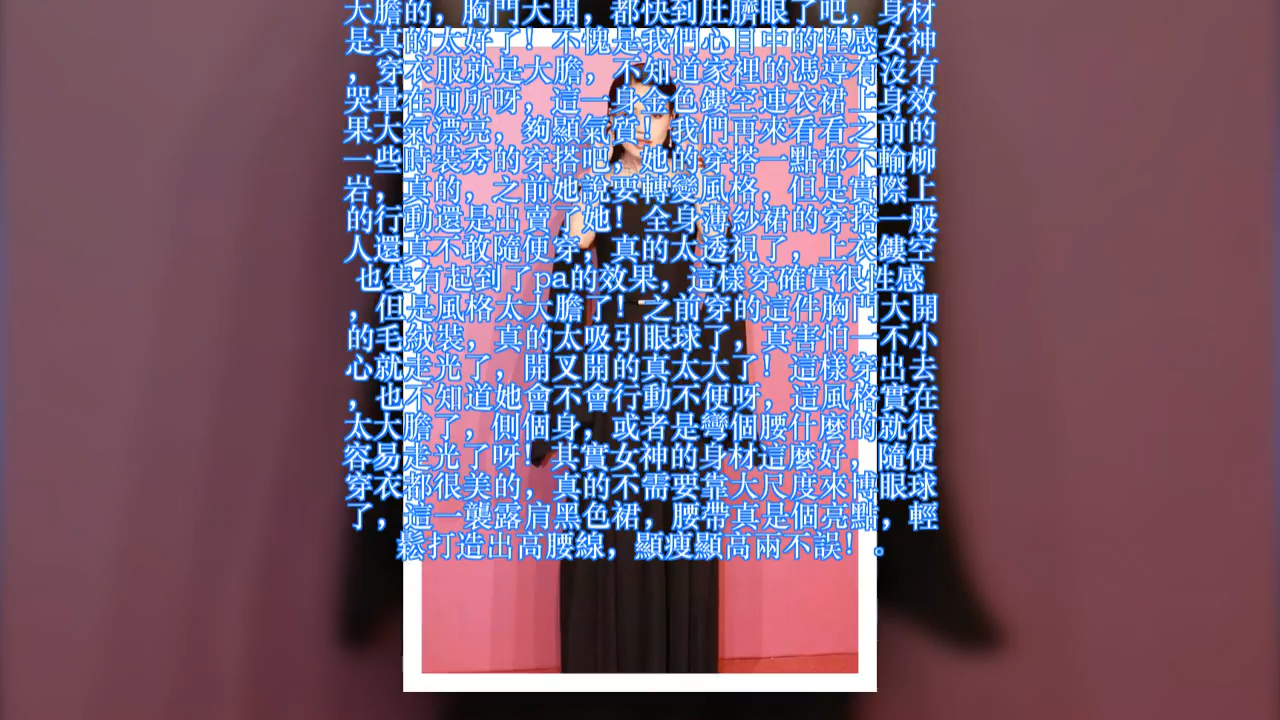 大膽的，胸門大開，都快到肚臍眼了吧，身材
是真的太好了！不愧是我們心目中的性感女神
，穿衣服就是大膽，不知道家裡的馮導有沒有
哭暈在廁所呀，這一身金色鏤空連衣裙上身效
果大氣漂亮，夠顯氣質！我們再來看看之前的
一些時裝秀的穿搭吧，她的穿搭一點都不輸柳
岩，真的，之前她說要轉變風格，但是實際上
的行動還是出賣了她！全身薄紗裙的穿搭一般
人還真不敢隨便穿，真的太透視了，上衣鏤空
也隻有起到了pa的效果，這樣穿確實很性感
，但是風格太大膽了！之前穿的這件胸門大開
的毛絨裝，真的太吸引眼球了，真害怕一不小
心就走光了，開叉開的真太大了！這樣穿出去
，也不知道她會不會行動不便呀，這風格實在
太大膽了，側個身，或者是彎個腰什麼的就很
容易走光了呀！其實女神的身材這麼好，隨便
穿衣都很美的，真的不需要靠大尺度來博眼球
了，這一襲露肩黑色裙，腰帶真是個亮點，輕
鬆打造出高腰線，顯瘦顯高兩不誤！。